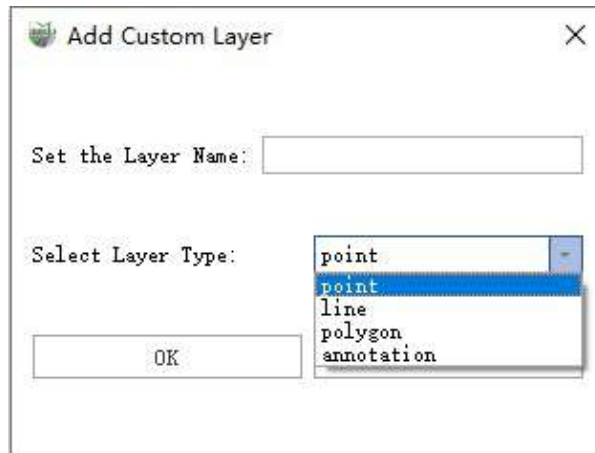 Add Custom Layer
Set the Layer Name:
Select Layer Type:
point
point
line
polygon
annotation
OK